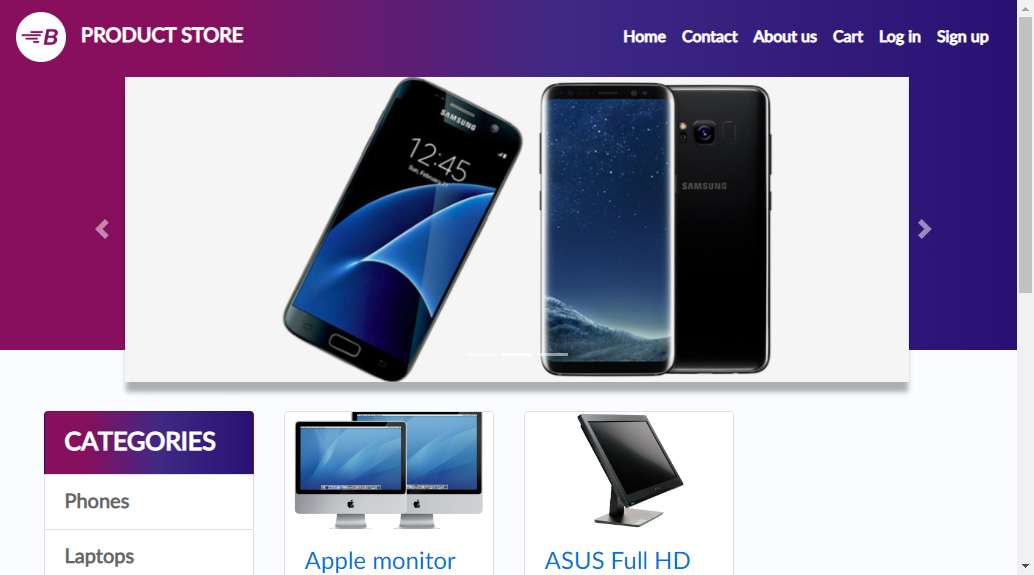 B PRODUCT STORE
Home Contact About us Cart Log in Sign up
SAMSUNG
12:45
SAMSUNG
CATEGORIES
Phones
Laptops
Apple monitor
ASUS Full HD